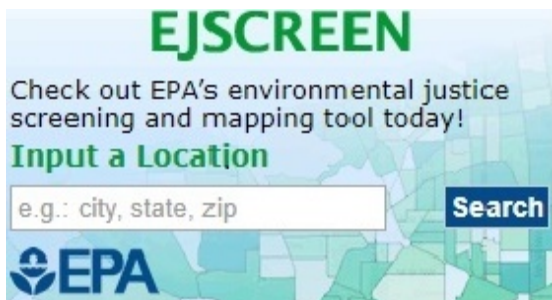 EJSCREEN
Check out EPA's environmental justice
screening and mapping tool today!
Input a Location
e.g.: city, state, zip
Search
EPA